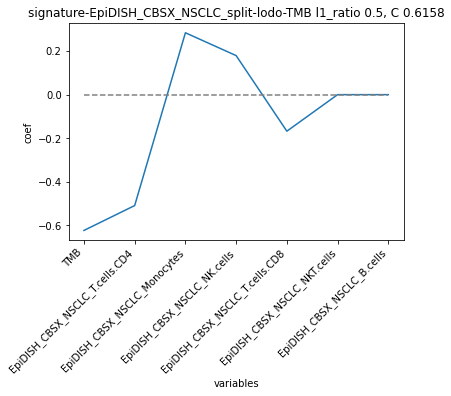 signature-EpiDISH_CBSX_NSCLC_split-lodo-TMB l1_ratio 0.5, C 0.6158
0.2
0.0
−0.2
−0.4
−0.6
coef
TMB
EpiDISH_CBSX_NSCLC_T.cells.CD4
EpiDISH_CBSX_NSCLC_Monocytes
EpiDISH_CBSX_NSCLC_NK.cells
EpiDISH_CBSX_NSCLC_T.cells.CD8
EpiDISH_CBSX_NSCLC_NKT.cells
EpiDISH_CBSX_NSCLC_B.cells
variables